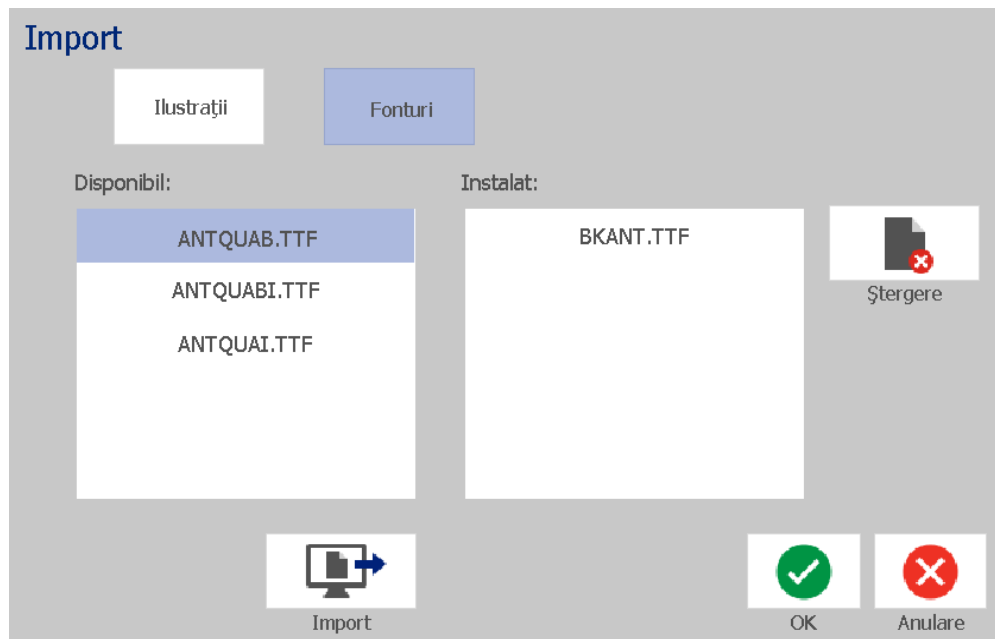 Import
Ilustraţii
Fonturi
Disponibil:
Instalat:
ANTQUAB.TTF
ANTQUABI.TTF
ANTQUAI.TTF
BKANT.TTF
Ştergere
Import
OK
Anulare